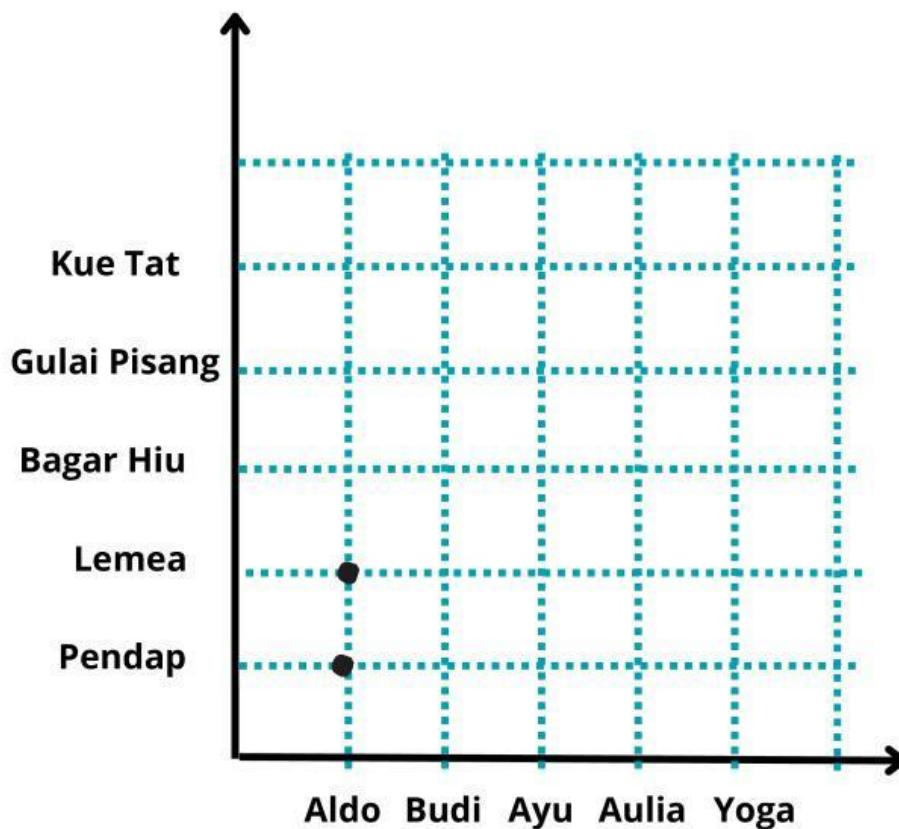 Kue Tat
Gulai Pisang
Bagar Hiu
Lemea
Pendap
Aldo Budi Ayu Aulia Yoga